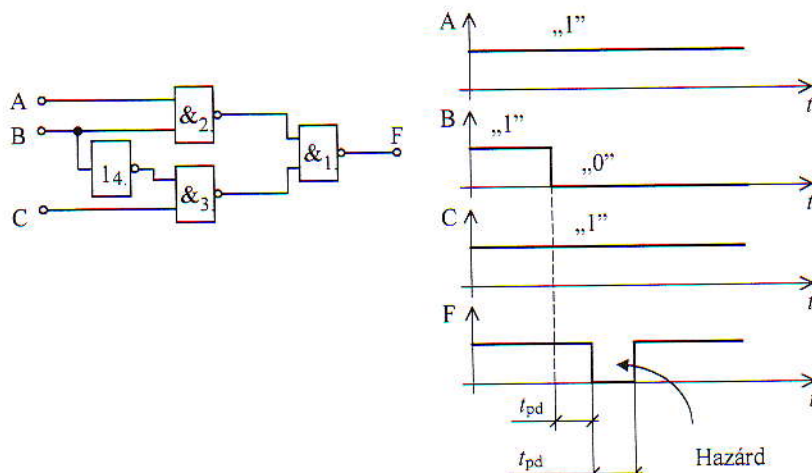 A
B
C
&2.
14.
&3.
&1.
F
A
„1”
t
B
„1”
„0”
t
C
„1”
t
F
t
tpd
tpd
Hazárd